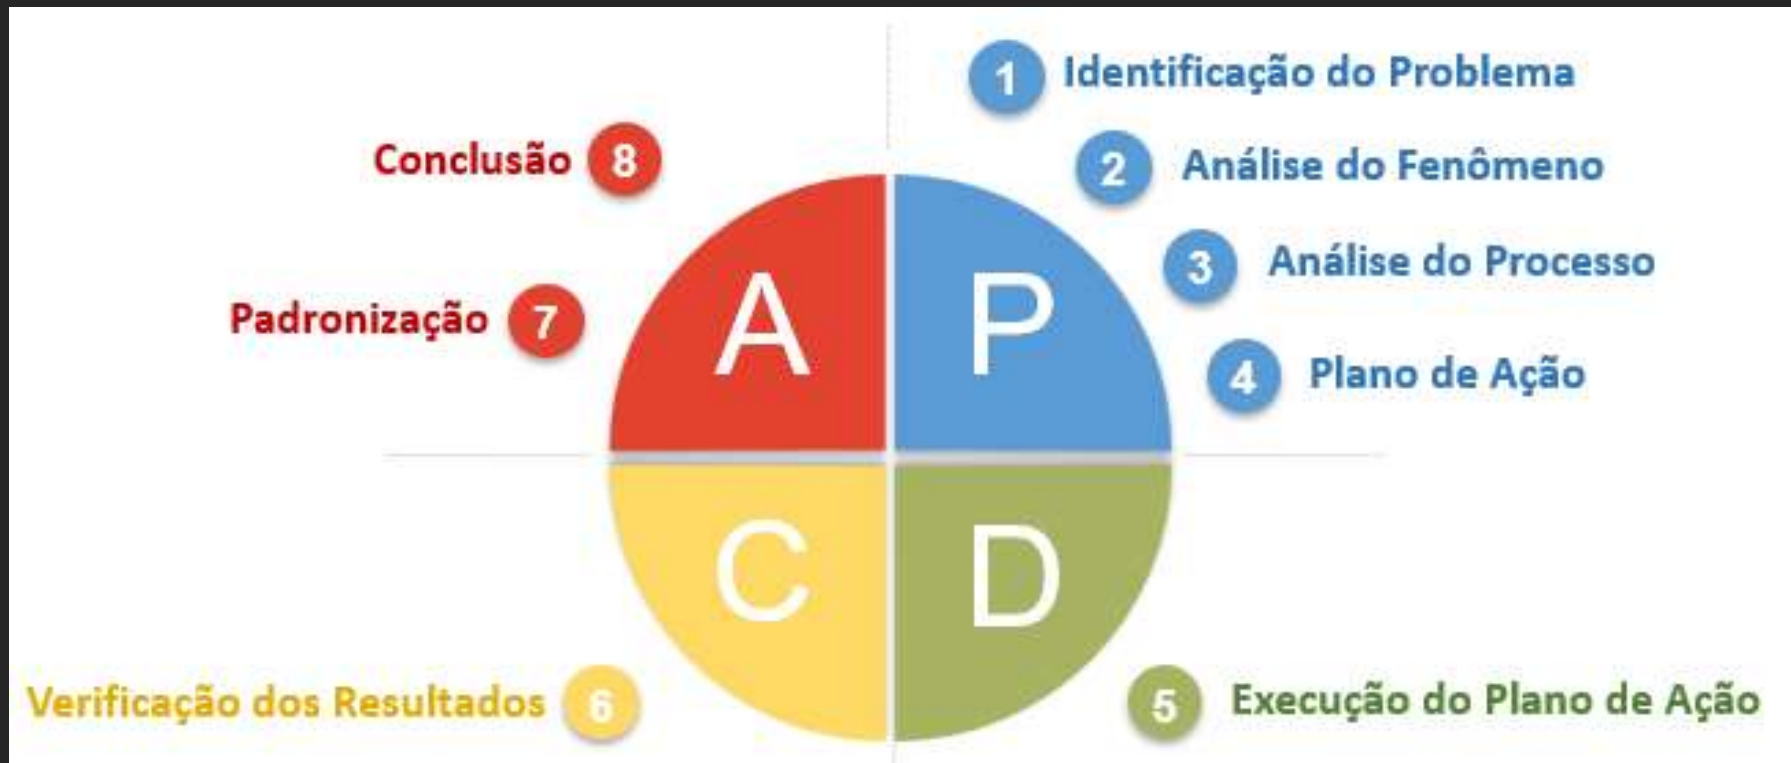 1 Identificação do Problema
2 Análise do Fenômeno
3 Análise do Processo
4 Plano de Ação
5 Execução do Plano de Ação
6 Verificação dos Resultados
7 Padronização
8 Conclusão
A P
C D